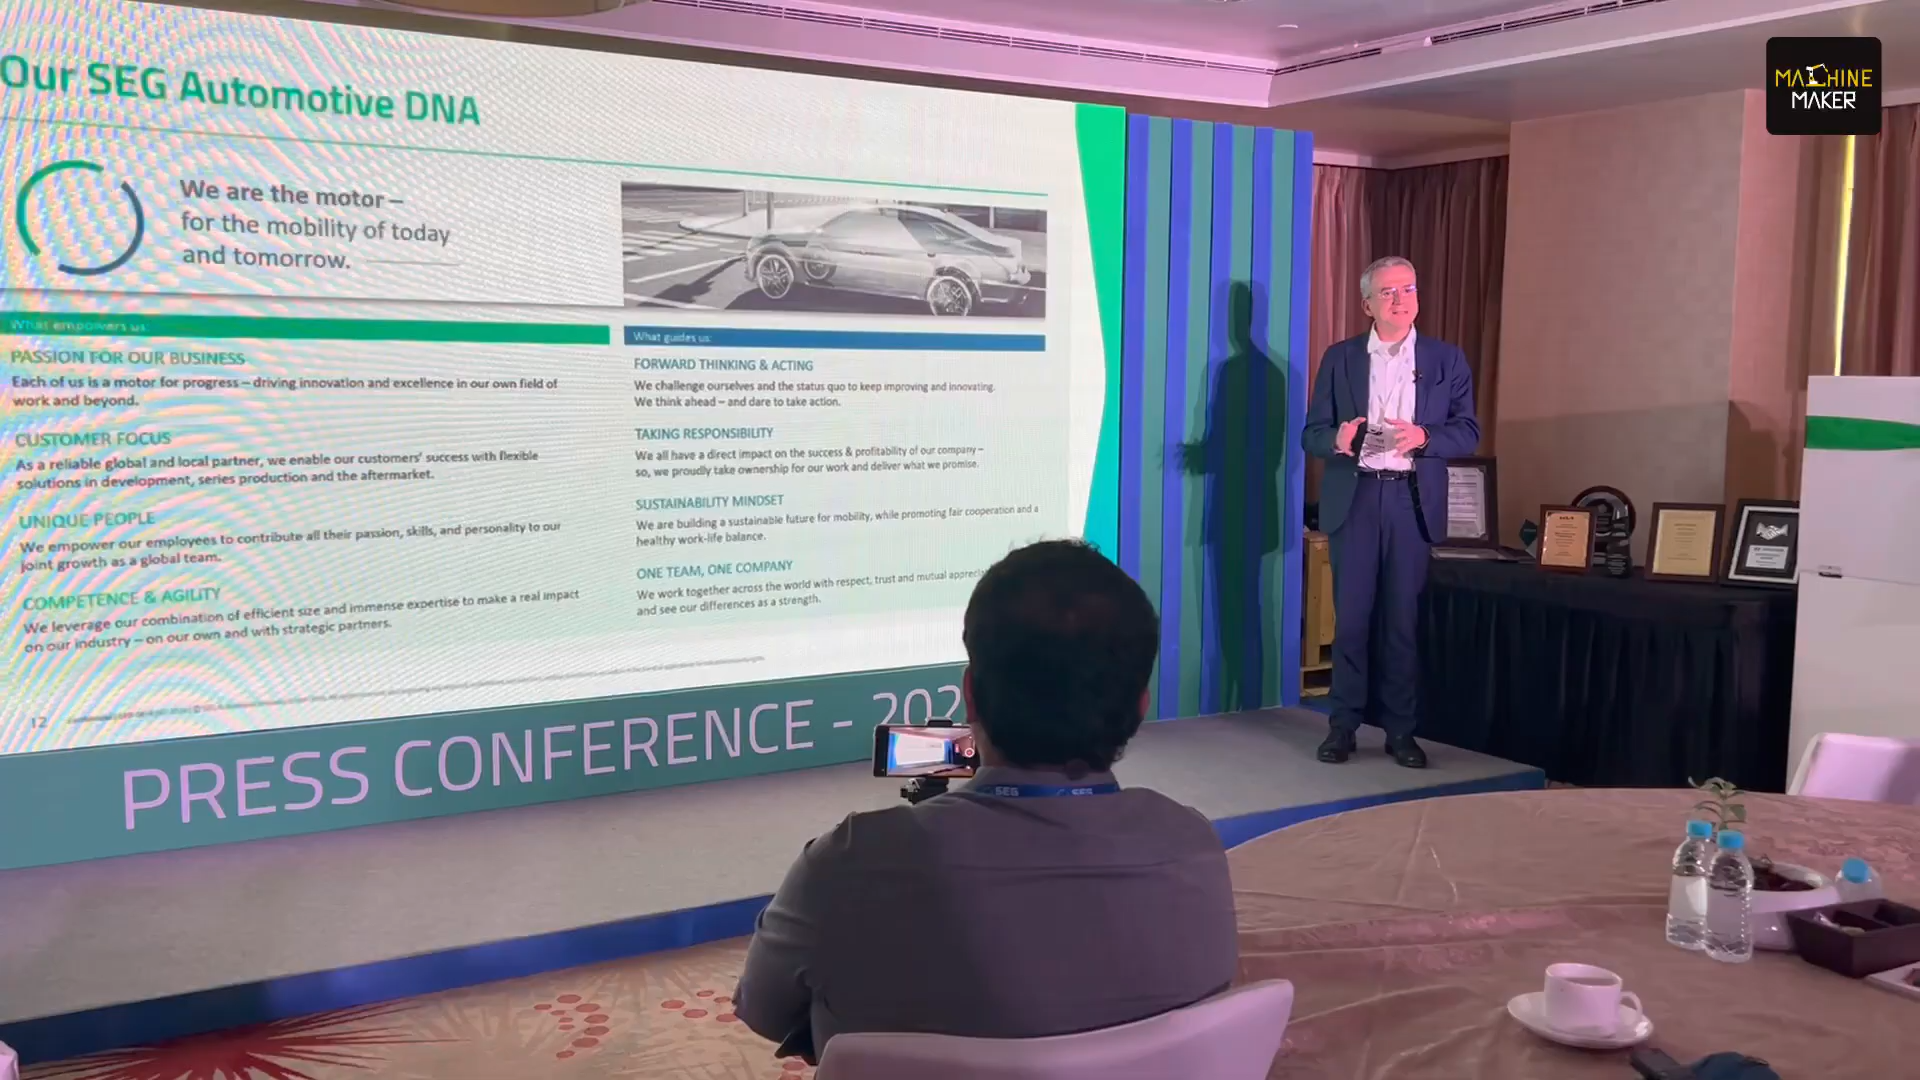 Our SEG Automotive DNA
We are the motor –
for the mobility of today
and tomorrow.
What empowers us:
PASSION FOR OUR BUSINESS
Each of us is a motor for progress – driving innovation and excellence in our own field of
work and beyond.
CUSTOMER FOCUS
As a reliable global and local partner, we enable our customers' success with flexible
solutions in development, series production and the aftermarket.
UNIQUE PEOPLE
We empower our employees to contribute all their passion, skills, and personality to our
joint growth as a global team.
COMPETENCE & AGILITY
We leverage our combination of efficient size and immense expertise to make a real impact
on our industry – on our own and with strategic partners.
What guides us:
FORWARD THINKING & ACTING
We challenge ourselves and the status quo to keep improving and innovating.
We think ahead – and dare to take action.
TAKING RESPONSIBILITY
We all have a direct impact on the success & profitability of our company –
so, we proudly take ownership for our work and deliver what we promise.
SUSTAINABILITY MINDSET
We are building a sustainable future for mobility, while promoting fair cooperation and a
healthy work-life balance.
ONE TEAM, ONE COMPANY
We work together across the world with respect, trust and mutual
and see our differences as a strength.
12
PRESS CONFERENCE - 202
SEG SEG
MACHINE
MAKER